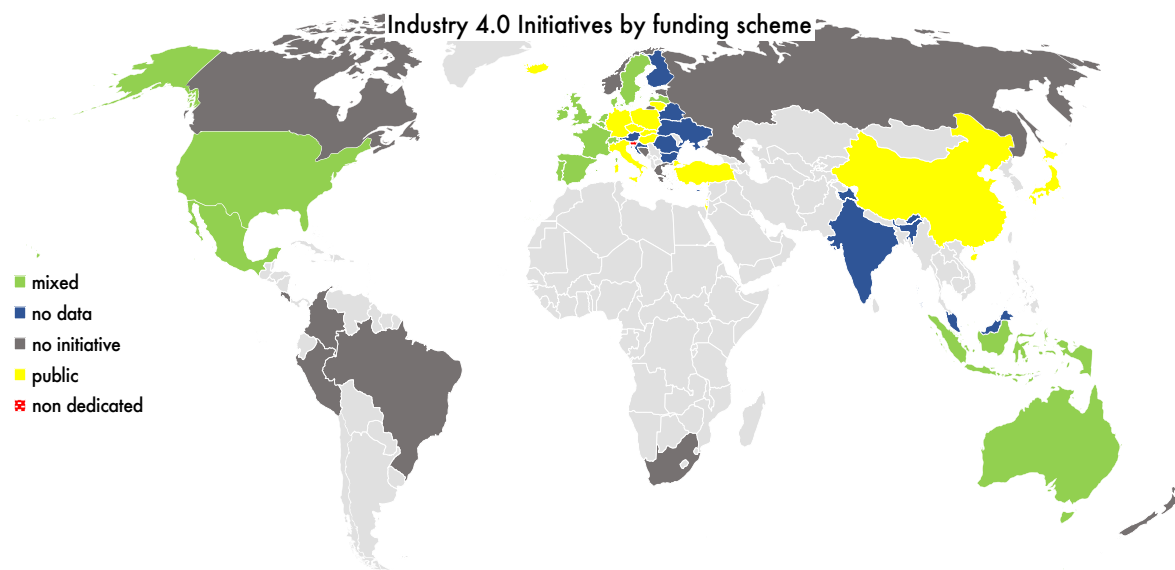 Industry 4.0 Initiatives by funding scheme
mixed
no data
no initiative
public
non dedicated